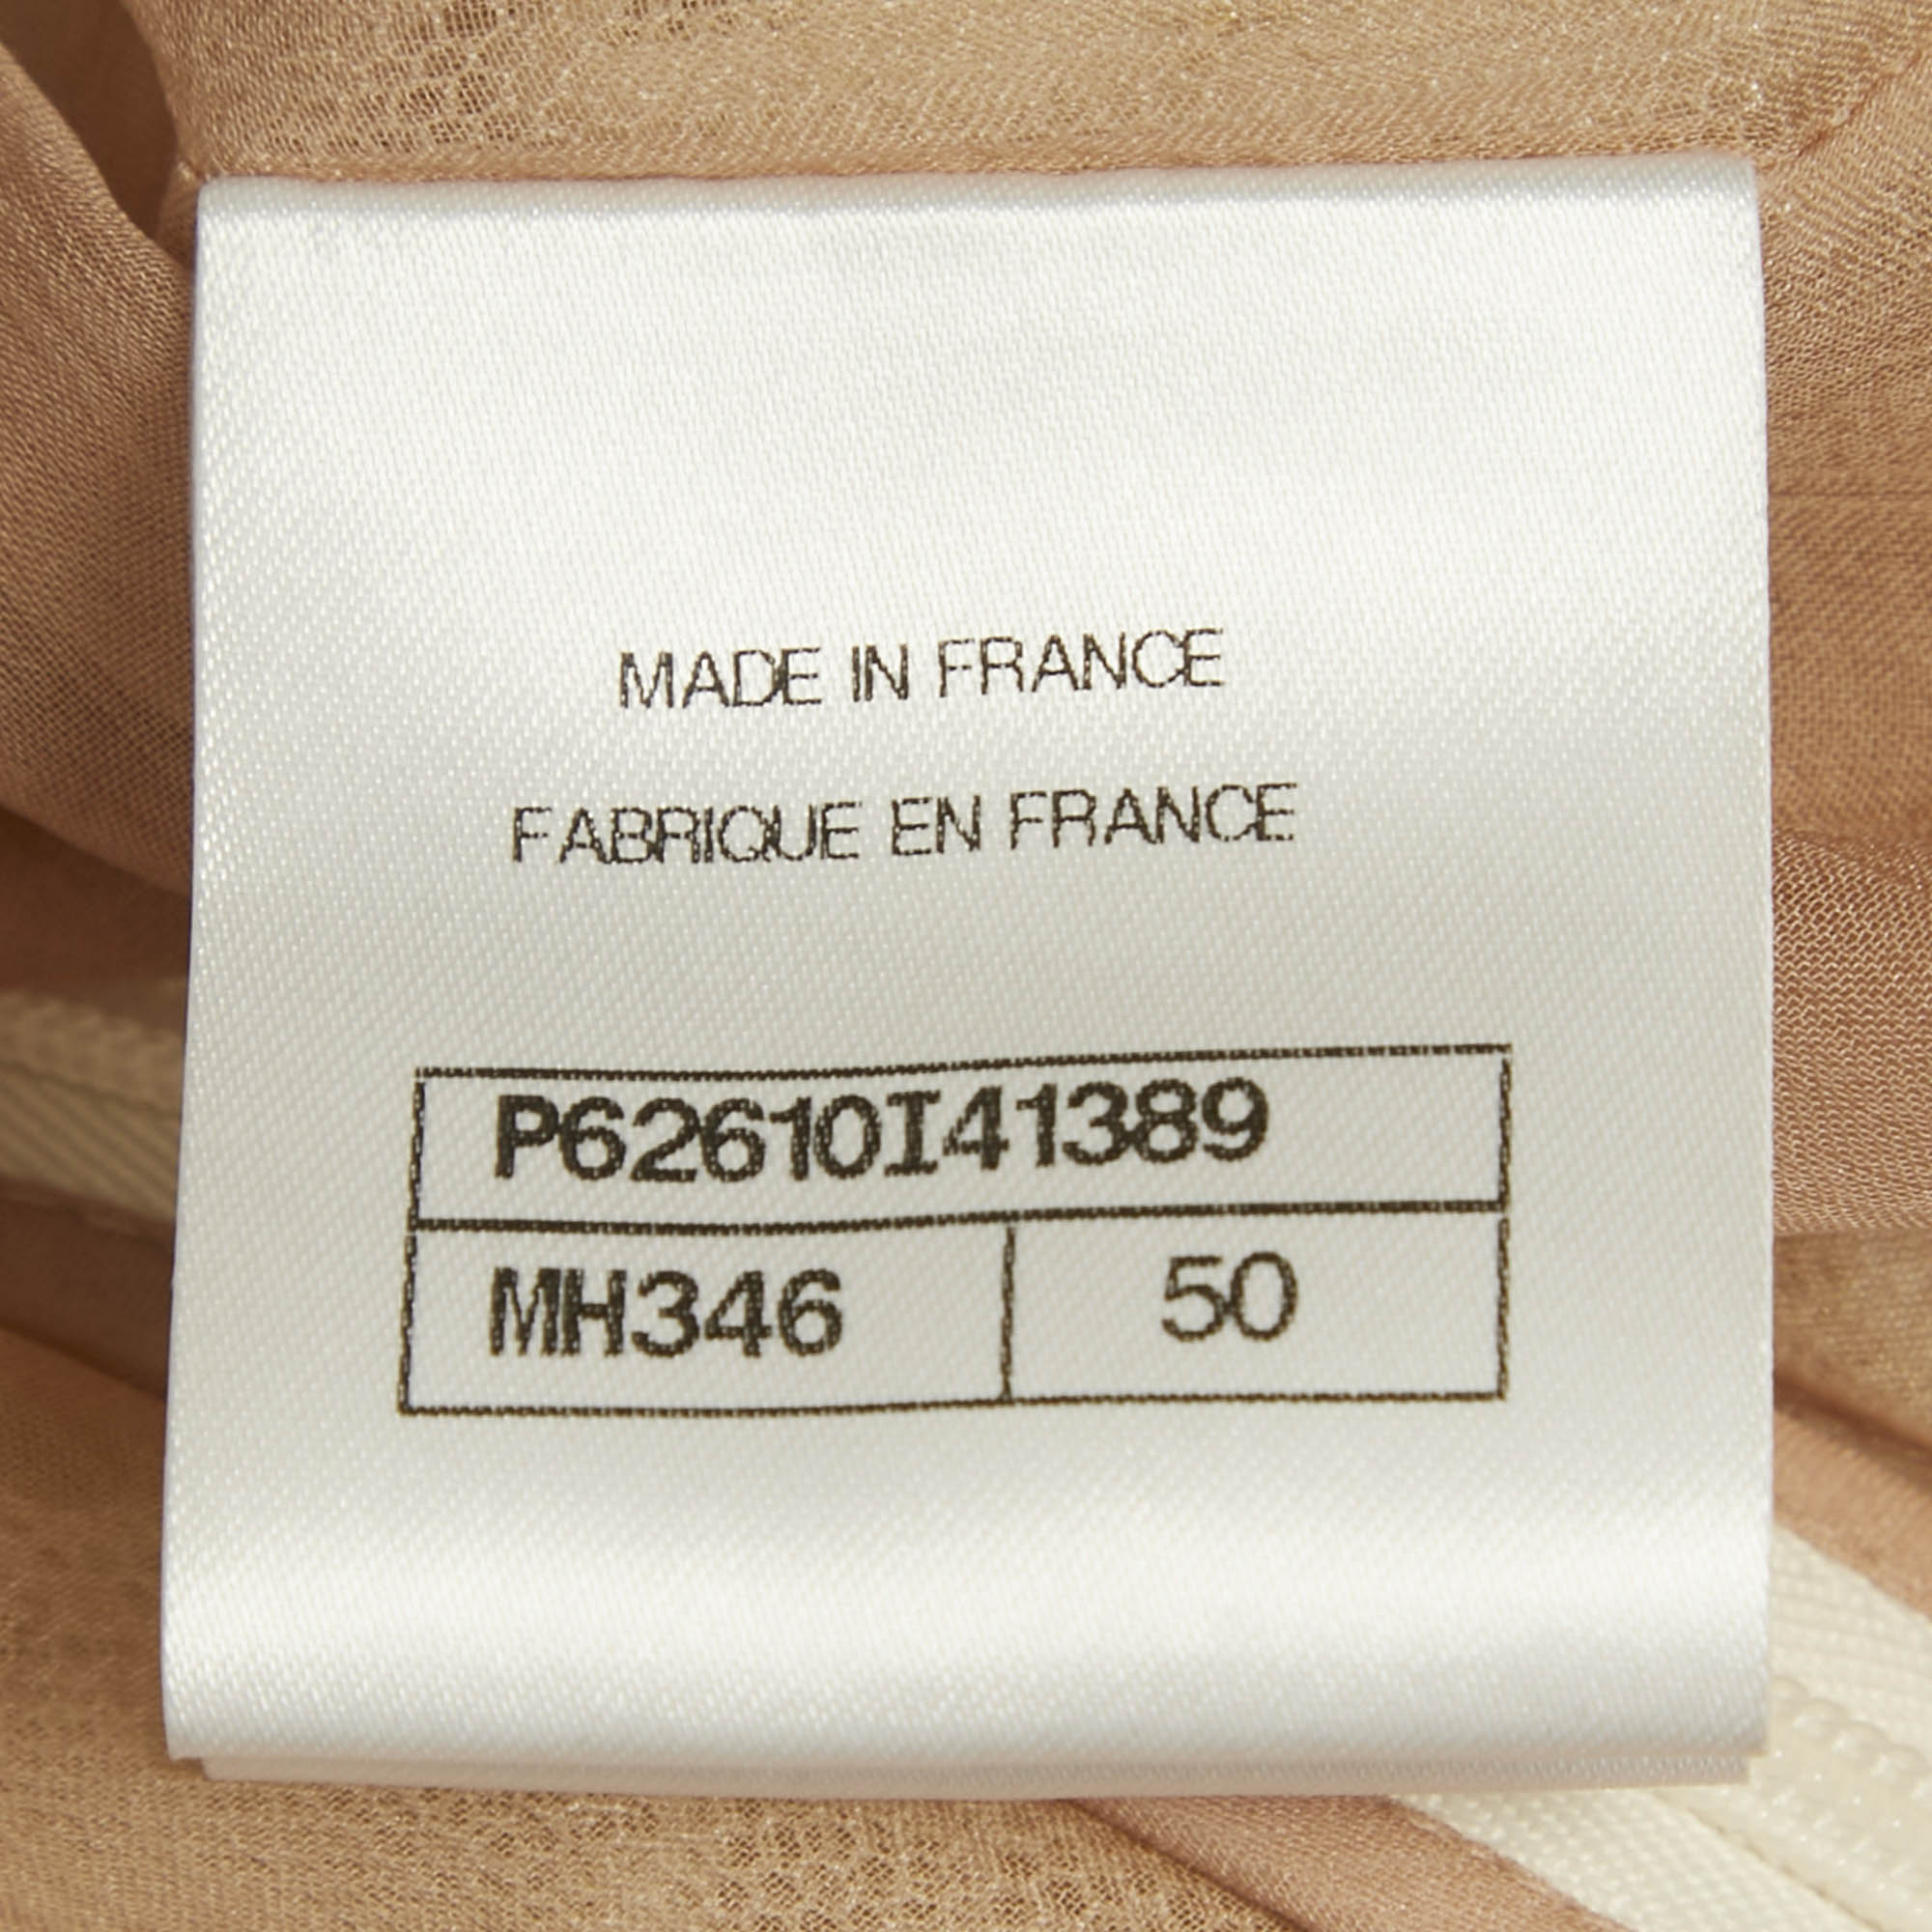 MADE IN FRANCE
FABRIQUE EN FRANCE
P62610I41389
MH346 50